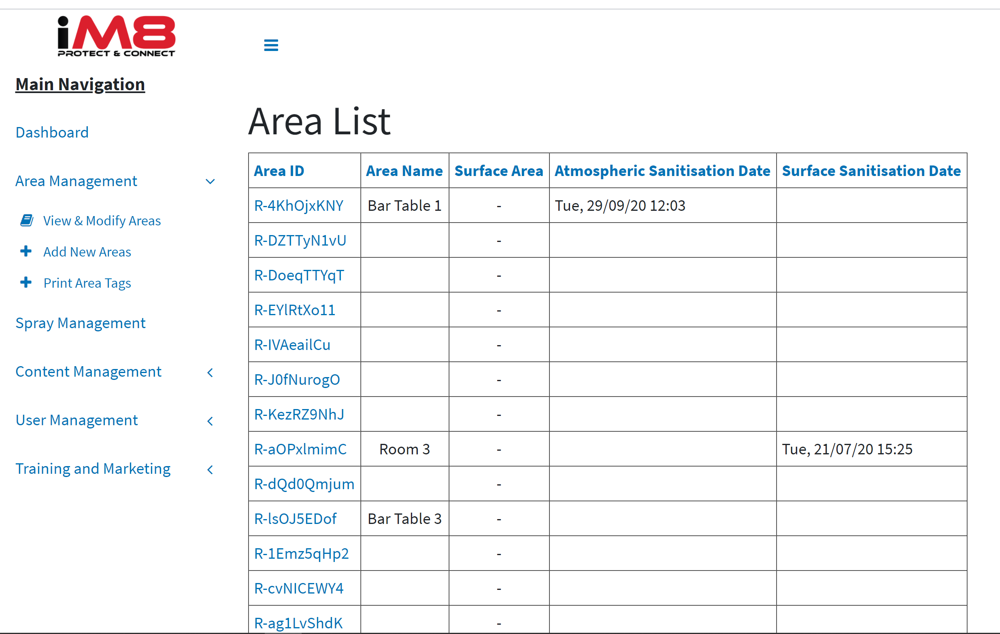 iM8
PROTECT & CONNECT
Main Navigation
Dashboard
Area Management
View & Modify Areas
Add New Areas
Print Area Tags
Spray Management
Content Management
User Management
Training and Marketing
Area List
Area ID Area Name Surface Area Atmospheric Sanitisation Date Surface Sanitisation Date
R-4KhOjxKNY Bar Table 1 - Tue, 29/09/20 12:03
R-DZTTyN1vU -
R-DoeqTTYqT -
R-EYlRtXo11 -
R-IVAeailCu -
R-J0fNurogO -
R-KezRZ9NhJ -
R-aOPxlmimC Room 3 - Tue, 21/07/20 15:25
R-dQd0Qmjum -
R-lsOJ5EDof Bar Table 3 -
R-1Emz5qHp2 -
R-cvNICEWY4 -
R-ag1LvShdK -